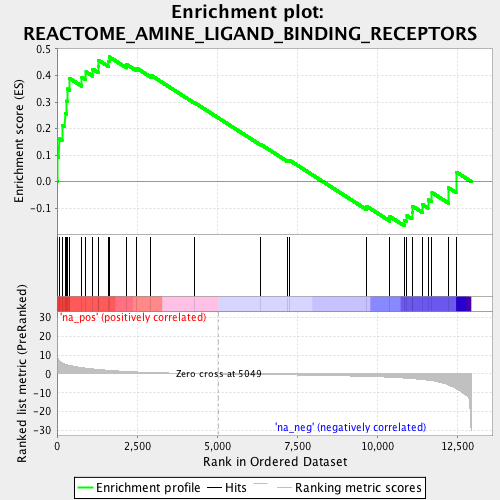 Enrichment plot:
REACTOME_AMINE_LIGAND_BINDING_RECEPTORS
Enrichment score (ES)
0.5
0.4
0.3
0.2
0.1
0.0
-0.1
Ranked list metric (PreRanked)
'na_pos' (positively correlated)
30
20
10
0
-10
-20
-30
Zero cross at 5049
'na_neg' (negatively correlated)
0
2,500
5,000
7,500
10,000
12,500
Rank in Ordered Dataset
Enrichment profile
Hits
Ranking metric scores